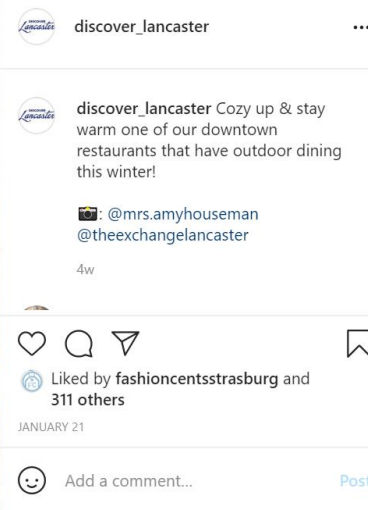 discover_lancaster
discover_lancaster Cozy up & stay
warm one of our downtown
restaurants that have outdoor dining
this winter!
: @mrs.amyhouseman
@theexchangelancaster
4w
Liked by fashioncentsstrasburg and
311 others
JANUARY 21
Add a comment...
Post